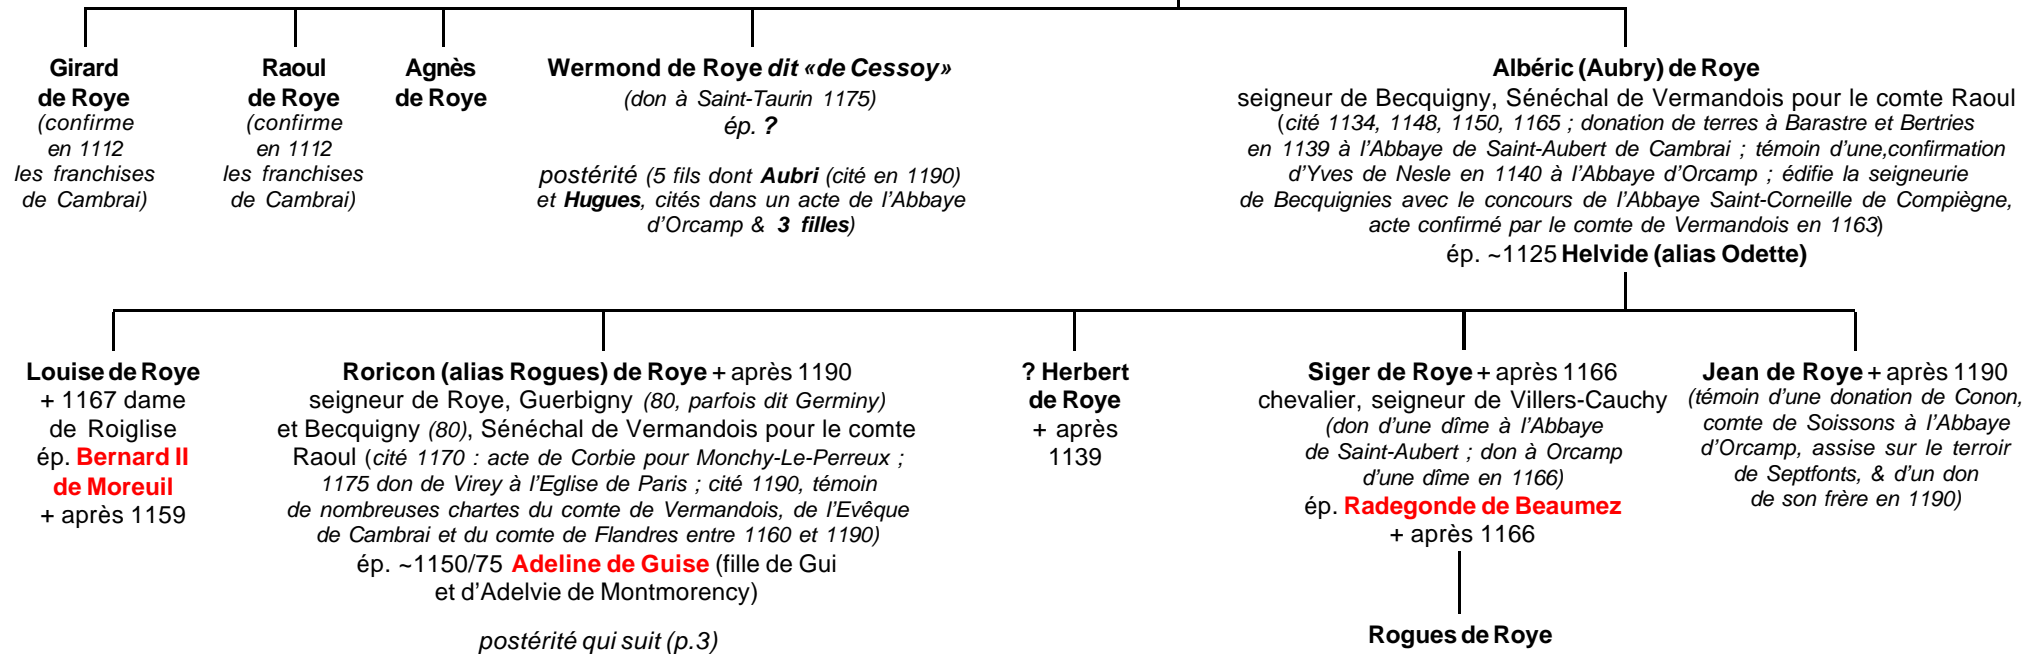 Girard
de Roye
(confirme
en 1112
les franchises
de Cambrai)
Raoul
de Roye
(confirme
en 1112
les franchises
de Cambrai)
Agnès
de Roye
Wermond de Roye dit «de Cessoy»
(don à Saint-Taurin 1175)
ép. ?
postérité (5 fils dont Aubri (cité en 1190)
et Hugues, cités dans un acte de l'Abbaye
d'Orcamp & 3 filles)
Albéric (Aubry) de Roye
seigneur de Becquigny, Sénéchal de Vermandois pour le comte Raoul
(cité 1134, 1148, 1150, 1165 ; donation de terres à Barastre et Bertries
en 1139 à l'Abbaye de Saint-Aubert de Cambrai ; témoin d'une,confirmation
d'Yves de Nesle en 1140 à l'Abbaye d'Orcamp ; édifie la seigneurie
de Becquignies avec le concours de l'Abbaye Saint-Corneille de Compiègne,
acte confirmé par le comte de Vermandois en 1163)
ép. ~1125 Helvide (alias Odette)
Louise de Roye
+ 1167 dame
de Roiglise
ép. Bernard II
de Moreuil
+ après 1159
Roricon (alias Rogues) de Roye + après 1190
seigneur de Roye, Guerbigny (80, parfois dit Germiny)
et Becquigny (80), Sénéchal de Vermandois pour le comte
Raoul (cité 1170 : acte de Corbie pour Monchy-Le-Perreux ;
1175 don de Virey à l'Eglise de Paris ; cité 1190, témoin
de nombreuses chartes du comte de Vermandois, de l'Evêque
de Cambrai et du comte de Flandres entre 1160 et 1190)
ép. ~1150/75 Adeline de Guise (fille de Gui
et d'Adelvie de Montmorency)
postérité qui suit (p.3)
? Herbert
de Roye
+ après
1139
Siger de Roye + après 1166
chevalier, seigneur de Villers-Cauchy
(don d'une dîme à l'Abbaye
de Saint-Aubert ; don à Orcamp
d'une dîme en 1166)
ép. Radegonde de Beaumez
+ après 1166
Rogues de Roye
Jean de Roye + après 1190
(témoin d'une donation de Conon,
comte de Soissons à l'Abbaye
d'Orcamp, assise sur le terroir
de Septfonts, & d'un don
de son frère en 1190)